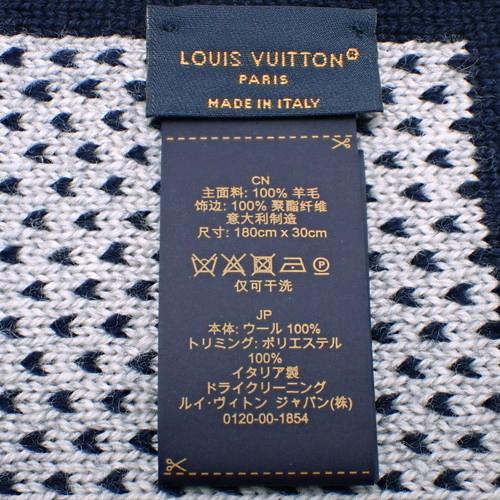 LOUIS VUITTON®
PARIS
MADE IN ITALY
CN
主面料: 100% 羊毛
饰边: 100% 聚酯纤维
意大利制造
尺寸: 180cm x 30cm
P
仅可干洗
JP
本体: ウール 100%
トリミング: ポリエステル
100%
イタリア製
ドライクリーニング
ルイ・ヴィトン ジャパン(株)
0120-00-1854